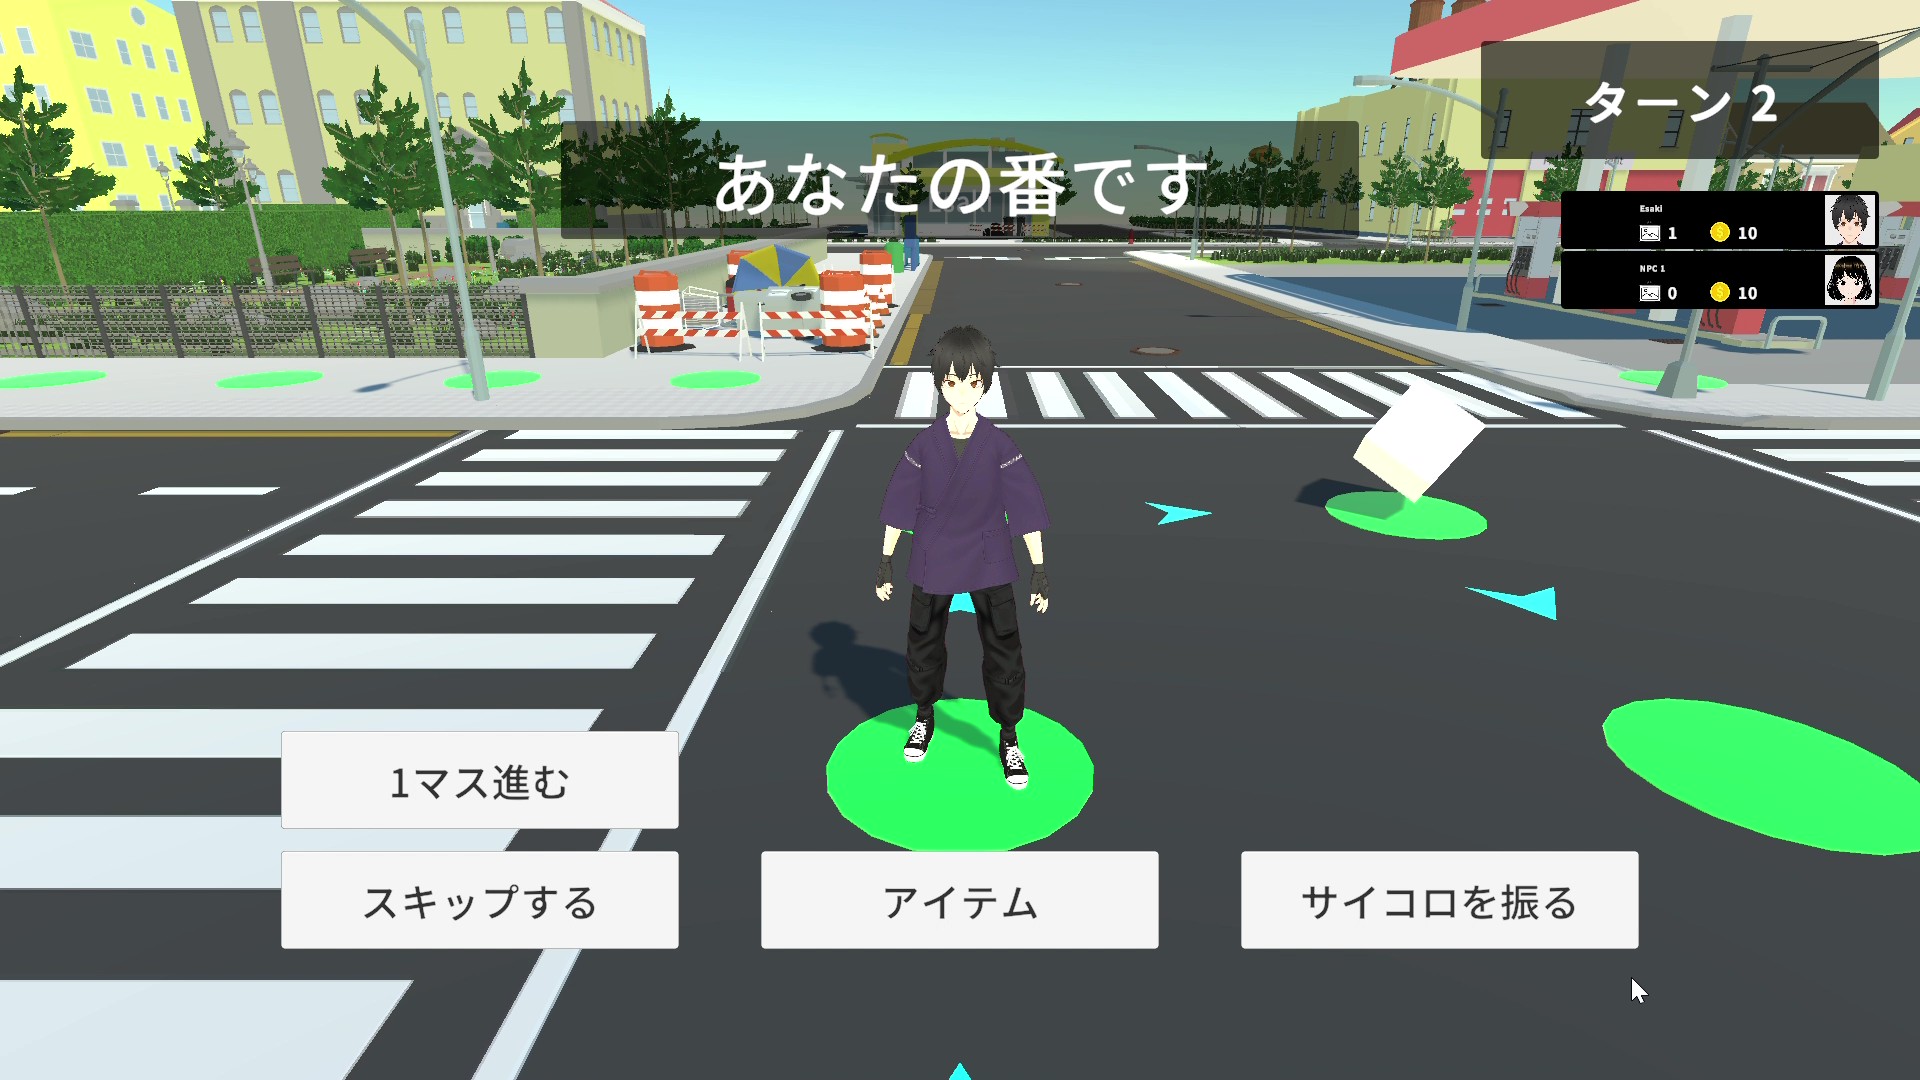 ターン 2
あなたの番です
Esaki
1 10
NPC 1
0 10
1マス進む
スキップする
アイテム
サイコロを振る